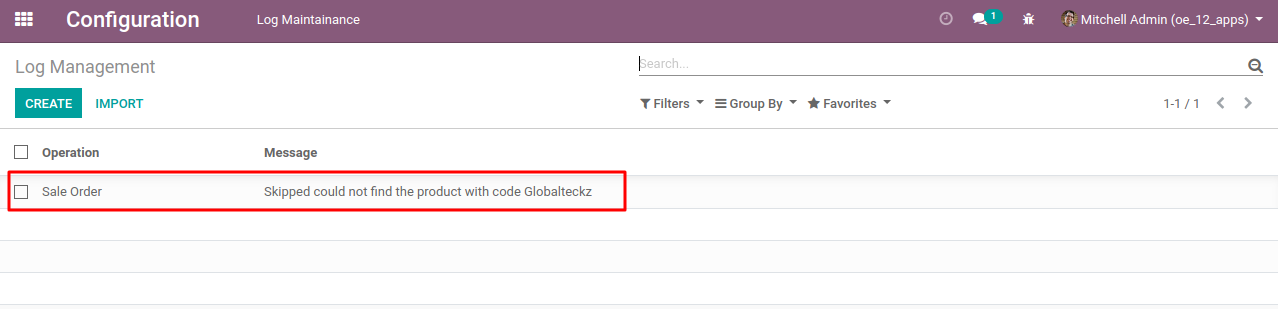 Configuration Log Maintainance 1 Mitchell Admin (oe_12_apps)
Log Management Search...
CREATE IMPORT Filters Group By Favorites 1-1 / 1
Operation Message
Sale Order Skipped could not find the product with code Globalteckz